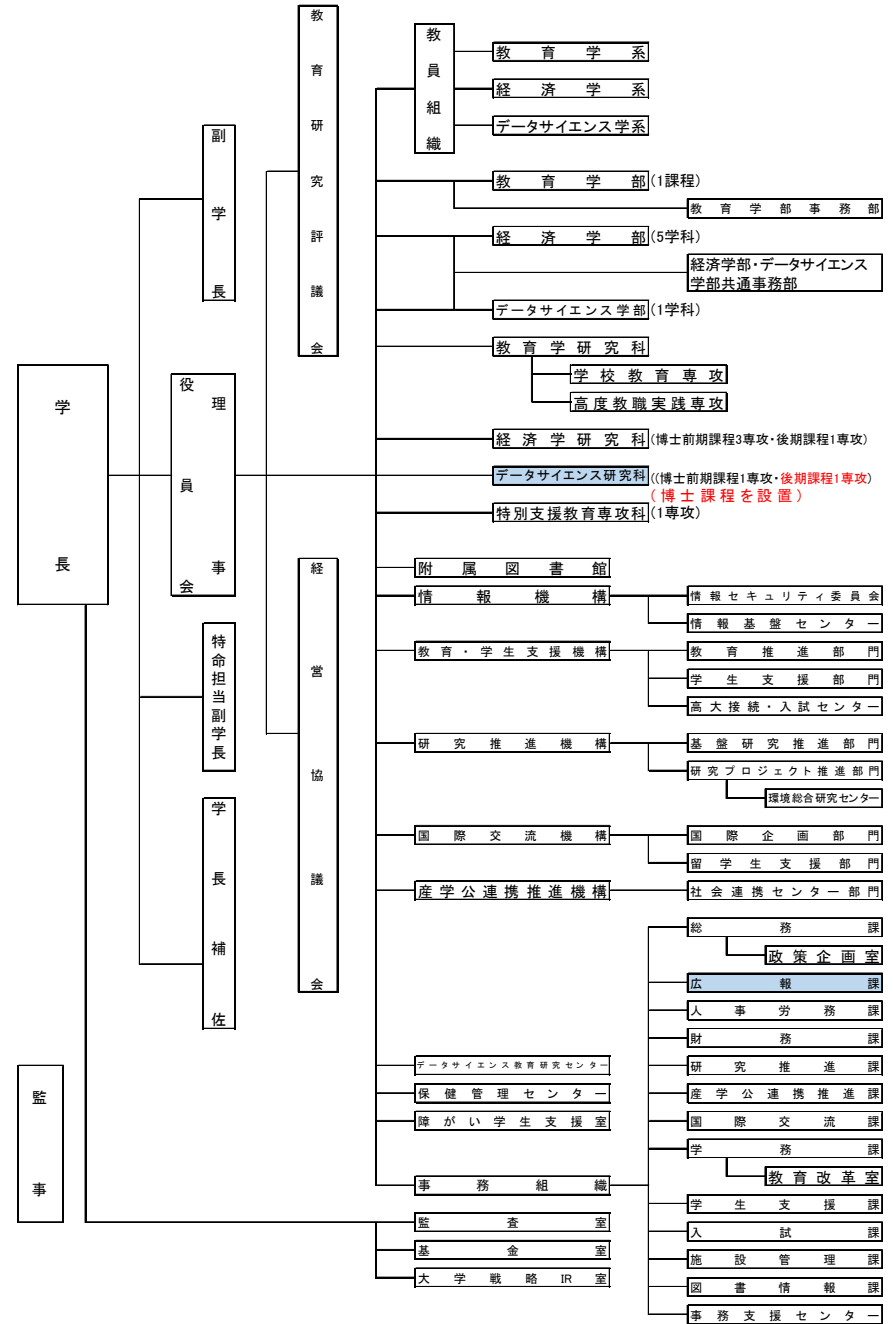 学長
監事
副学長
役員会
理事
特命担当副学長
学長補佐
教育研究評議会
経営協議会
教員組織
教育学系
経済学系
データサイエンス学系
教育学部(1課程)
教育学部事務部
経済学部(5学科)
経済学部・データサイエンス
学部共通事務部
データサイエンス学部(1学科)
教育学研究科
学校教育専攻
高度教職実践専攻
経済学研究科(博士前期課程3専攻・後期課程1専攻)
データサイエンス研究科((博士前期課程1専攻・後期課程1専攻)
(博士課程を設置)
特別支援教育専攻科(1専攻)
附属図書館
情報機構
情報セキュリティ委員会
情報基盤センター
教育・学生支援機構
教育推進部門
学生支援部門
高大接続・入試センター
研究推進機構
基盤研究推進部門
研究プロジェクト推進部門
環境総合研究センター
国際交流機構
国際企画部門
留学生支援部門
産学公連携推進機構
社会連携センター部門
データサイエンス教育研究センター
保健管理センター
障がい学生支援室
事務組織
総務課
政策企画室
広報課
人事労務課
財務課
研究推進課
産学公連携推進課
国際交流課
学務課
教育改革室
学生支援課
入試課
施設管理課
図書情報課
事務支援センター
監査室
基金室
大学戦略IR室